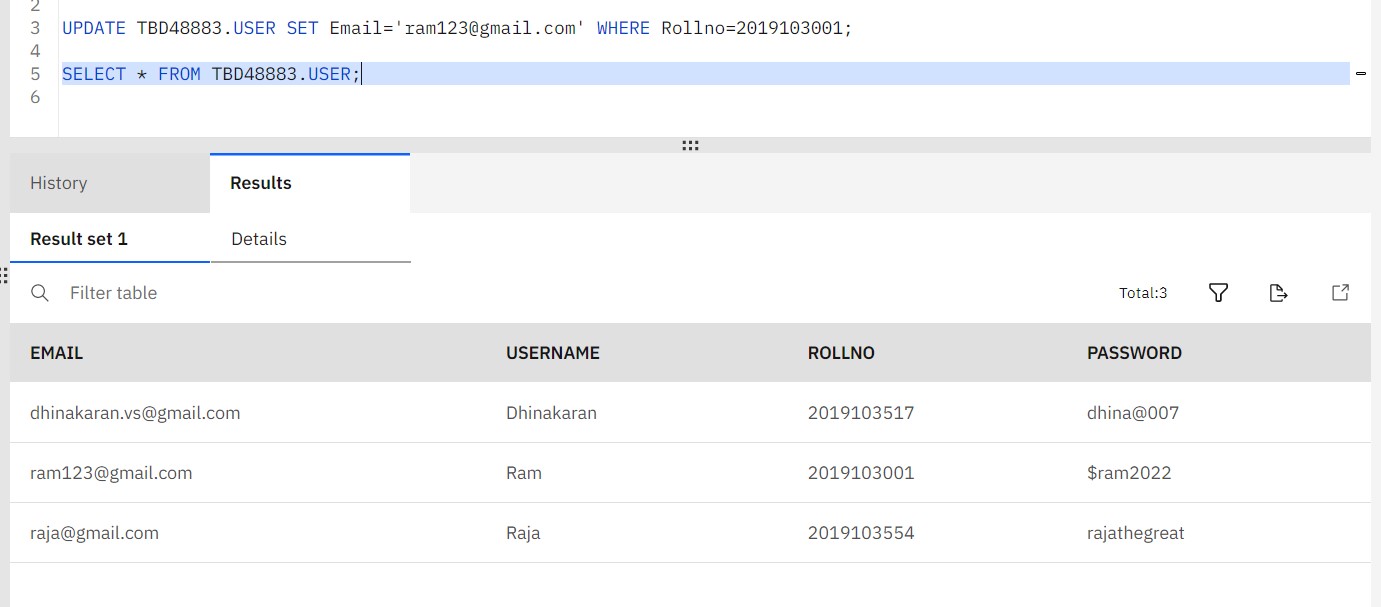 2
3 UPDATE TBD48883.USER SET Email='ram123@gmail.com' WHERE Rollno=2019103001;
4
5 SELECT * FROM TBD48883.USER;
6
History Results
Result set 1 Details
Filter table Total:3
EMAIL USERNAME ROLLNO PASSWORD
dhinakaran.vs@gmail.com Dhinakaran 2019103517 dhina@007
ram123@gmail.com Ram 2019103001 $ram2022
raja@gmail.com Raja 2019103554 rajathegreat